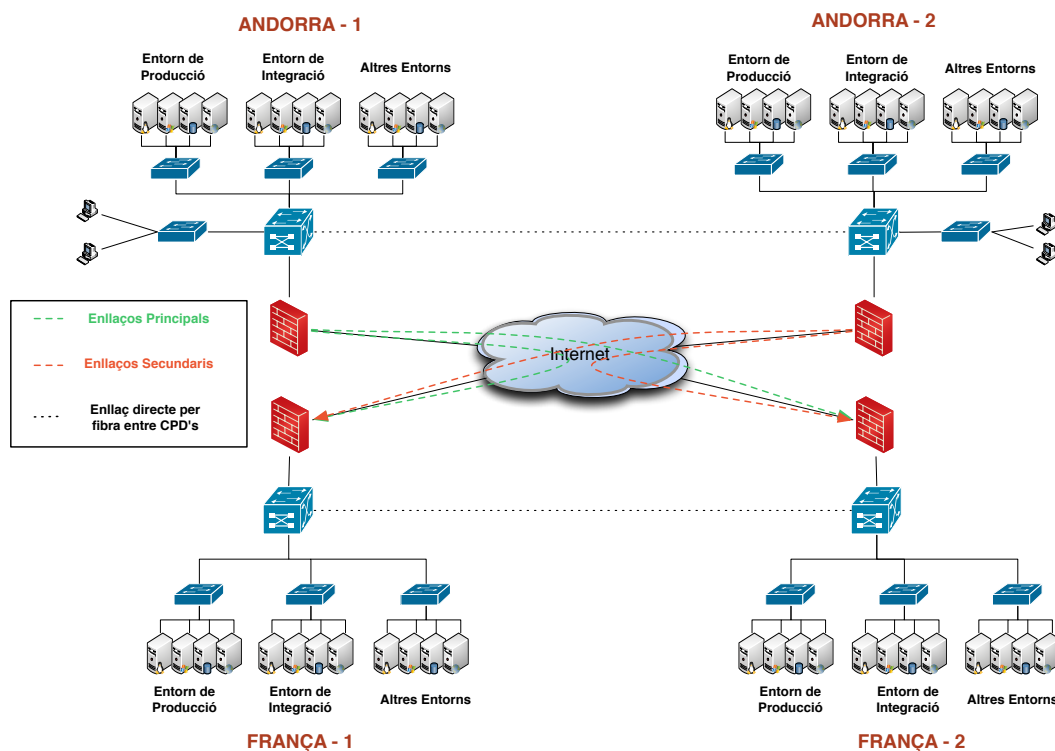 ANDORRA - 1
ANDORRA - 2
Entorn de
Producció
Entorn de
Integració
Altres Entorns
Entorn de
Producció
Entorn de
Integració
Altres Entorns
Enllaços Principals
Enllaços Secundaris
Enllaç directe per
fibra entre CPD's
Internet
Entorn de
Producció
Entorn de
Integració
Altres Entorns
Entorn de
Producció
Entorn de
Integració
Altres Entorns
FRANÇA - 1
FRANÇA - 2